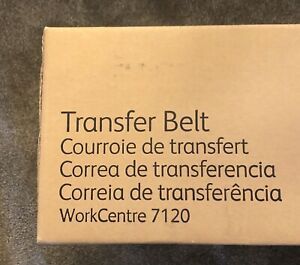 Transfer Belt
Courroie de transfert
Correa de transferencia
Correia de transferência
WorkCentre 7120